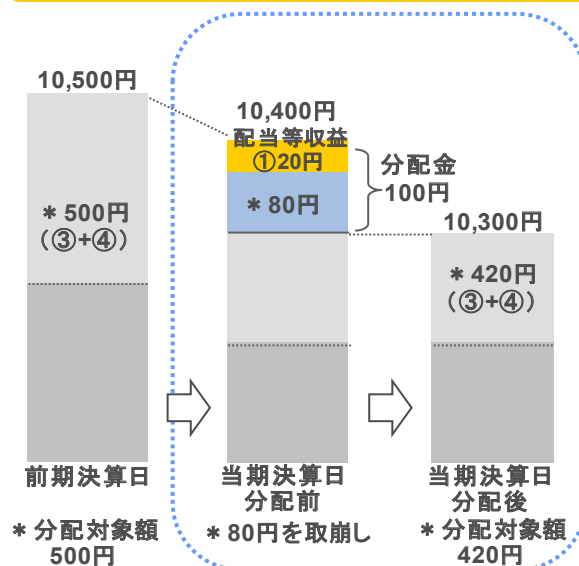 10,500円
＊500円
（③+④）
前期決算日
＊分配対象額
500円
10,400円
配当等収益
①20円
＊80円
分配金
100円
当期決算日
分配前
＊80円を取崩し
10,300円
＊420円
（③+④）
当期決算日
分配後
＊分配対象額
420円